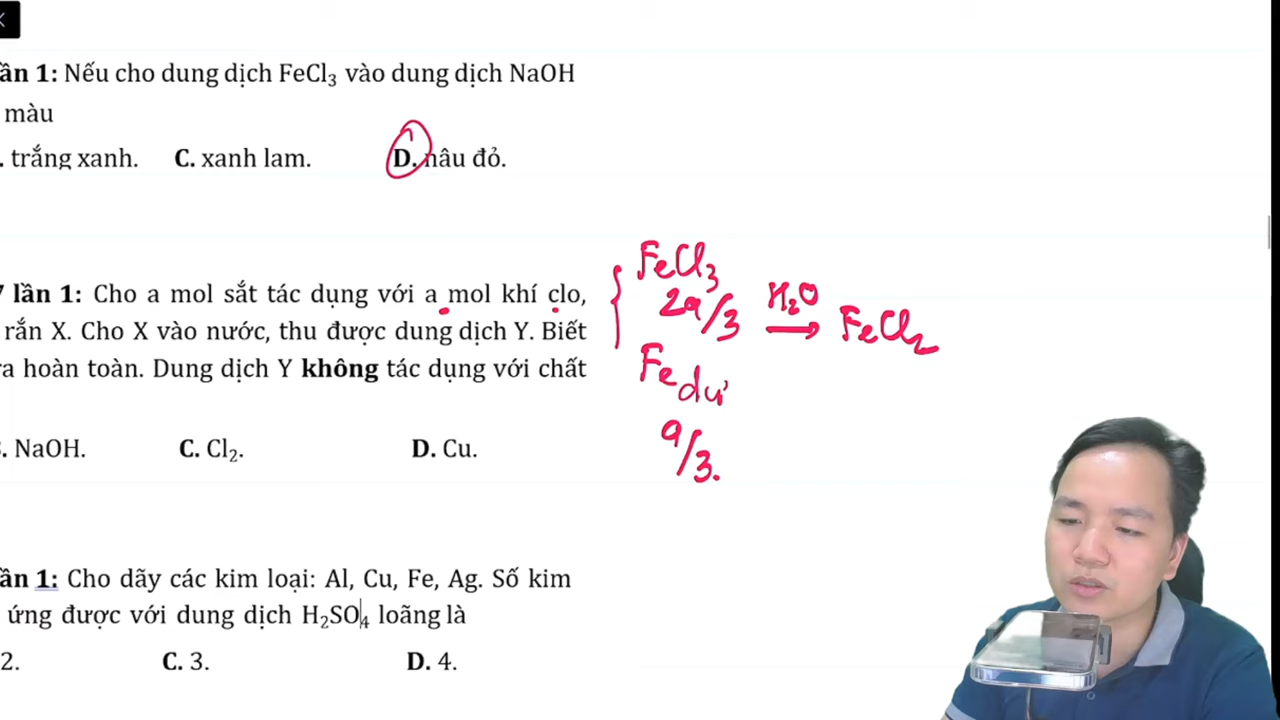 ần 1: Nếu cho dung dịch FeCl₃ vào dung dịch NaOH
màu
. trắng xanh. C. xanh lam. D. nâu đỏ.
FeCl₃
2a/3
H₂O
FeCl₂
Fe dư
a/3.
7 lần 1: Cho a mol sắt tác dụng với a mol khí clo,
rắn X. Cho X vào nước, thu được dung dịch Y. Biết
ra hoàn toàn. Dung dịch Y không tác dụng với chất
. NaOH. C. Cl₂. D. Cu.
ần 1: Cho dãy các kim loại: Al, Cu, Fe, Ag. Số kim
ứng được với dung dịch H₂SO₄ loãng là
2. C. 3. D. 4.